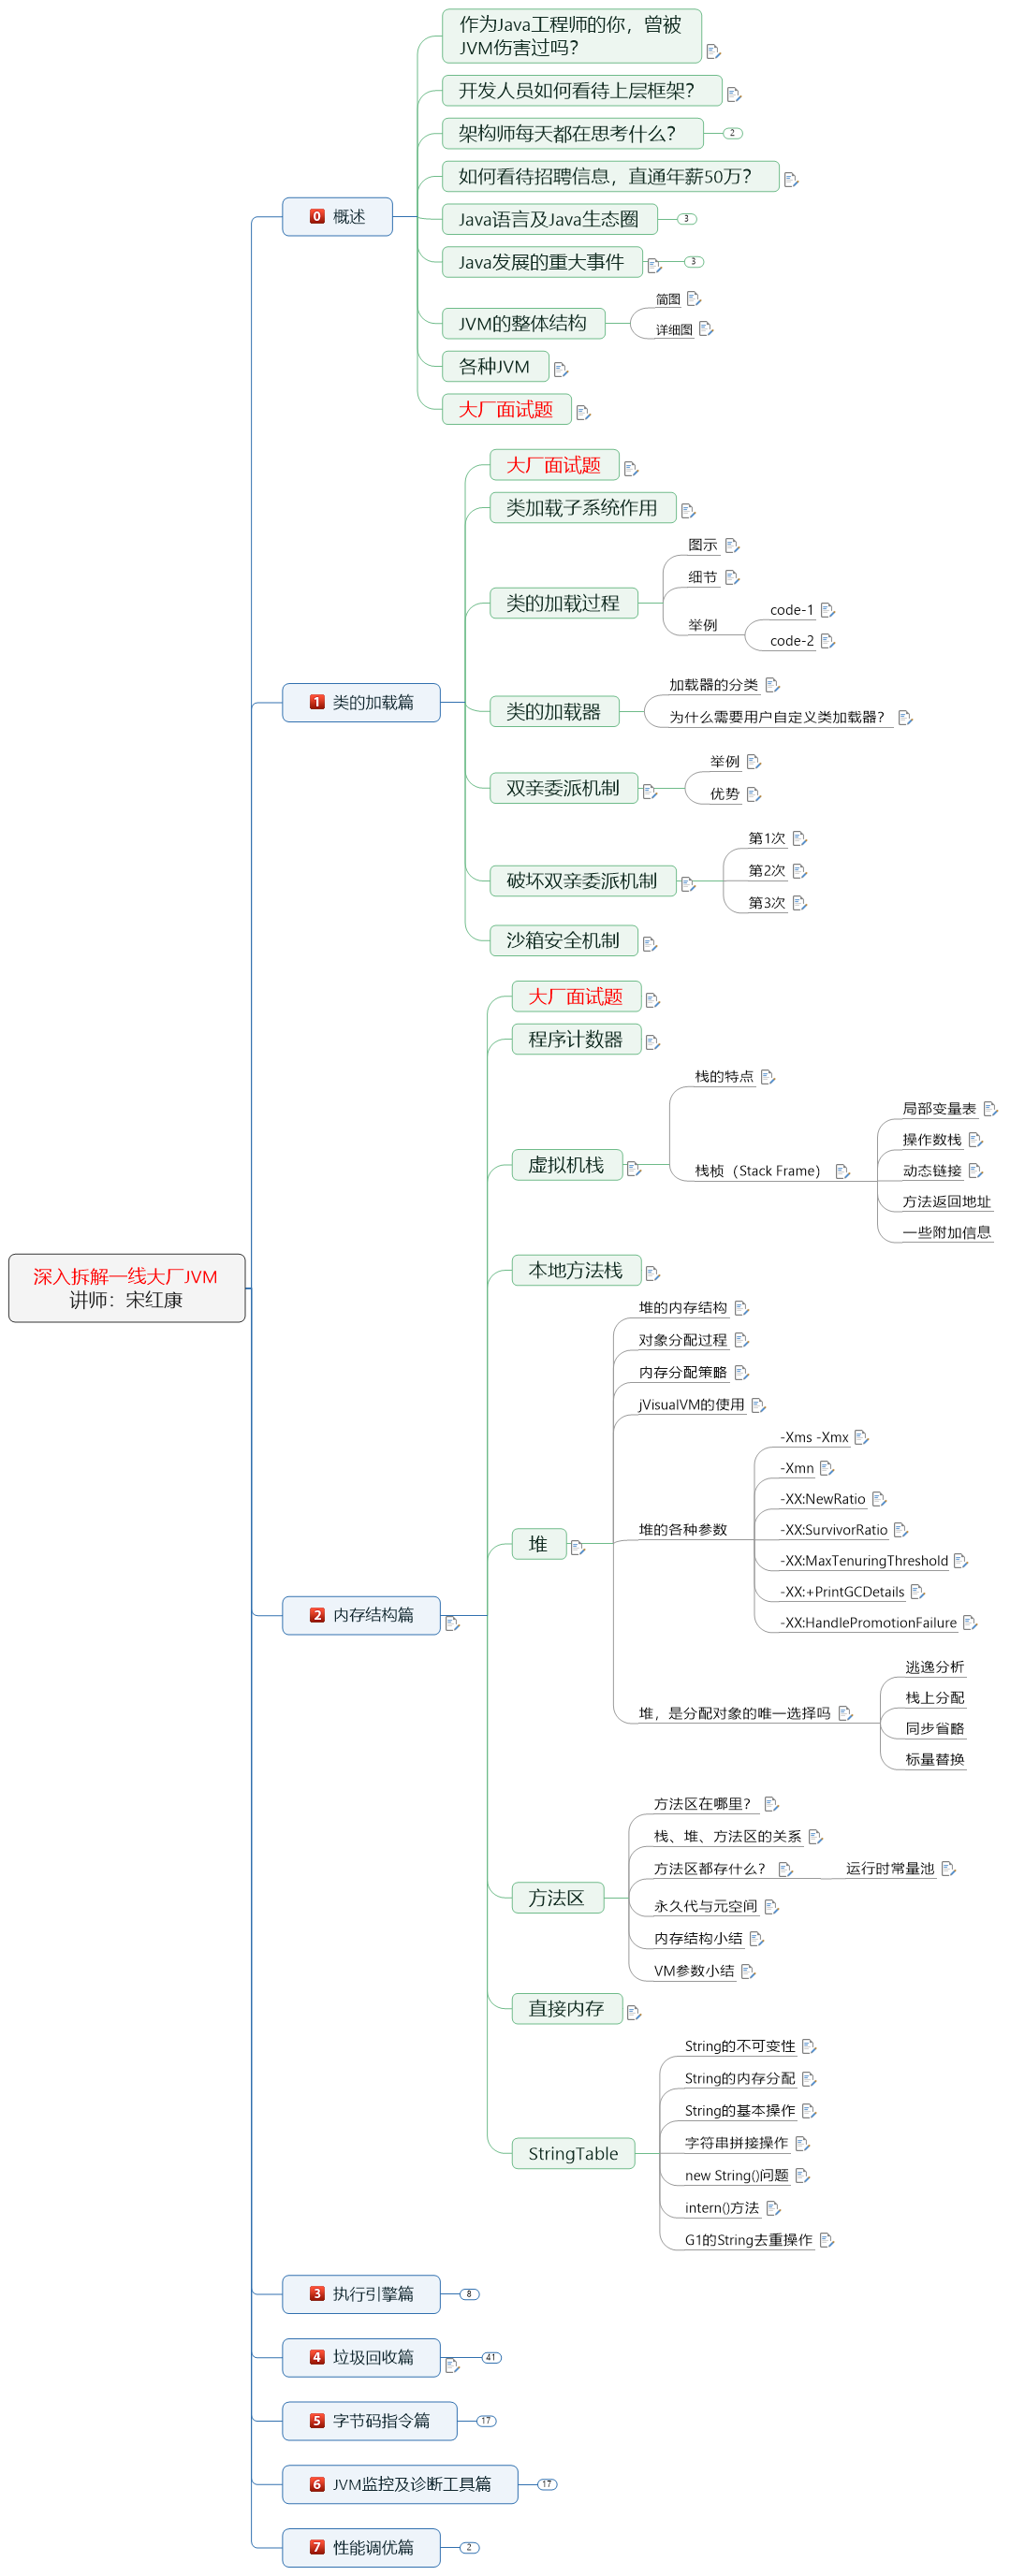 作为Java工程师的你，曾被
JVM伤害过吗？
开发人员如何看待上层框架？
架构师每天都在思考什么？
2
如何看待招聘信息，直通年薪50万？
0 概述
Java语言及Java生态圈
3
Java发展的重大事件
3
简图
JVM的整体结构
详细图
各种JVM
大厂面试题
大厂面试题
类加载子系统作用
图示
细节
类的加载过程
举例
code-1
code-2
1 类的加载篇
加载器的分类
类的加载器
为什么需要用户自定义类加载器？
举例
双亲委派机制
优势
第1次
破坏双亲委派机制
第2次
第3次
沙箱安全机制
大厂面试题
程序计数器
栈的特点
虚拟机栈
栈桢（Stack Frame）
局部变量表
操作数栈
动态链接
方法返回地址
一些附加信息
深入拆解一线大厂JVM
讲师：宋红康
本地方法栈
堆的内存结构
对象分配过程
内存分配策略
jVisualVM的使用
堆
堆的各种参数
-Xms -Xmx
-Xmn
-XX:NewRatio
-XX:SurvivorRatio
-XX:MaxTenuringThreshold
-XX:+PrintGCDetails
-XX:HandlePromotionFailure
2 内存结构篇
堆，是分配对象的唯一选择吗
逃逸分析
栈上分配
同步省略
标量替换
方法区在哪里？
栈、堆、方法区的关系
方法区都存什么？
运行时常量池
方法区
永久代与元空间
内存结构小结
VM参数小结
直接内存
String的不可变性
String的内存分配
String的基本操作
字符串拼接操作
StringTable
new String()问题
intern()方法
G1的String去重操作
3 执行引擎篇
8
4 垃圾回收篇
41
5 字节码指令篇
17
6 JVM监控及诊断工具篇
17
7 性能调优篇
2